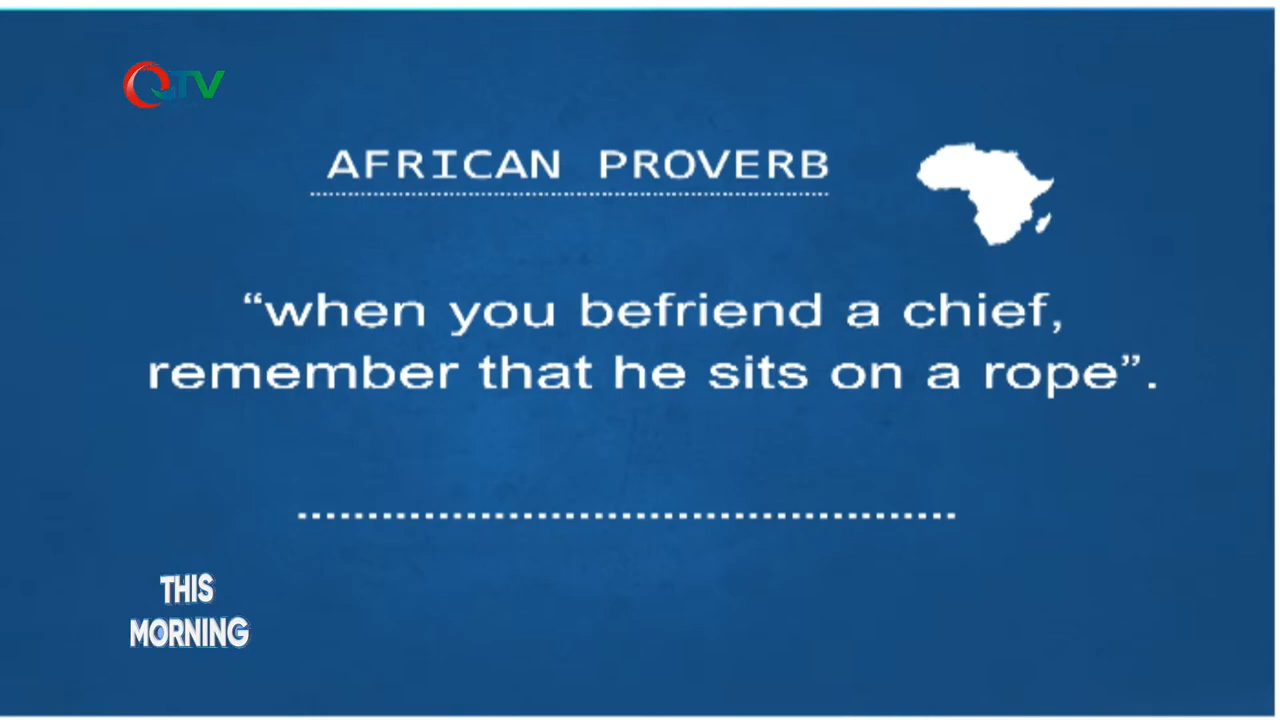 QTV
AFRICAN PROVERB
“when you befriend a chief,
remember that he sits on a rope”.
THIS
MORNING